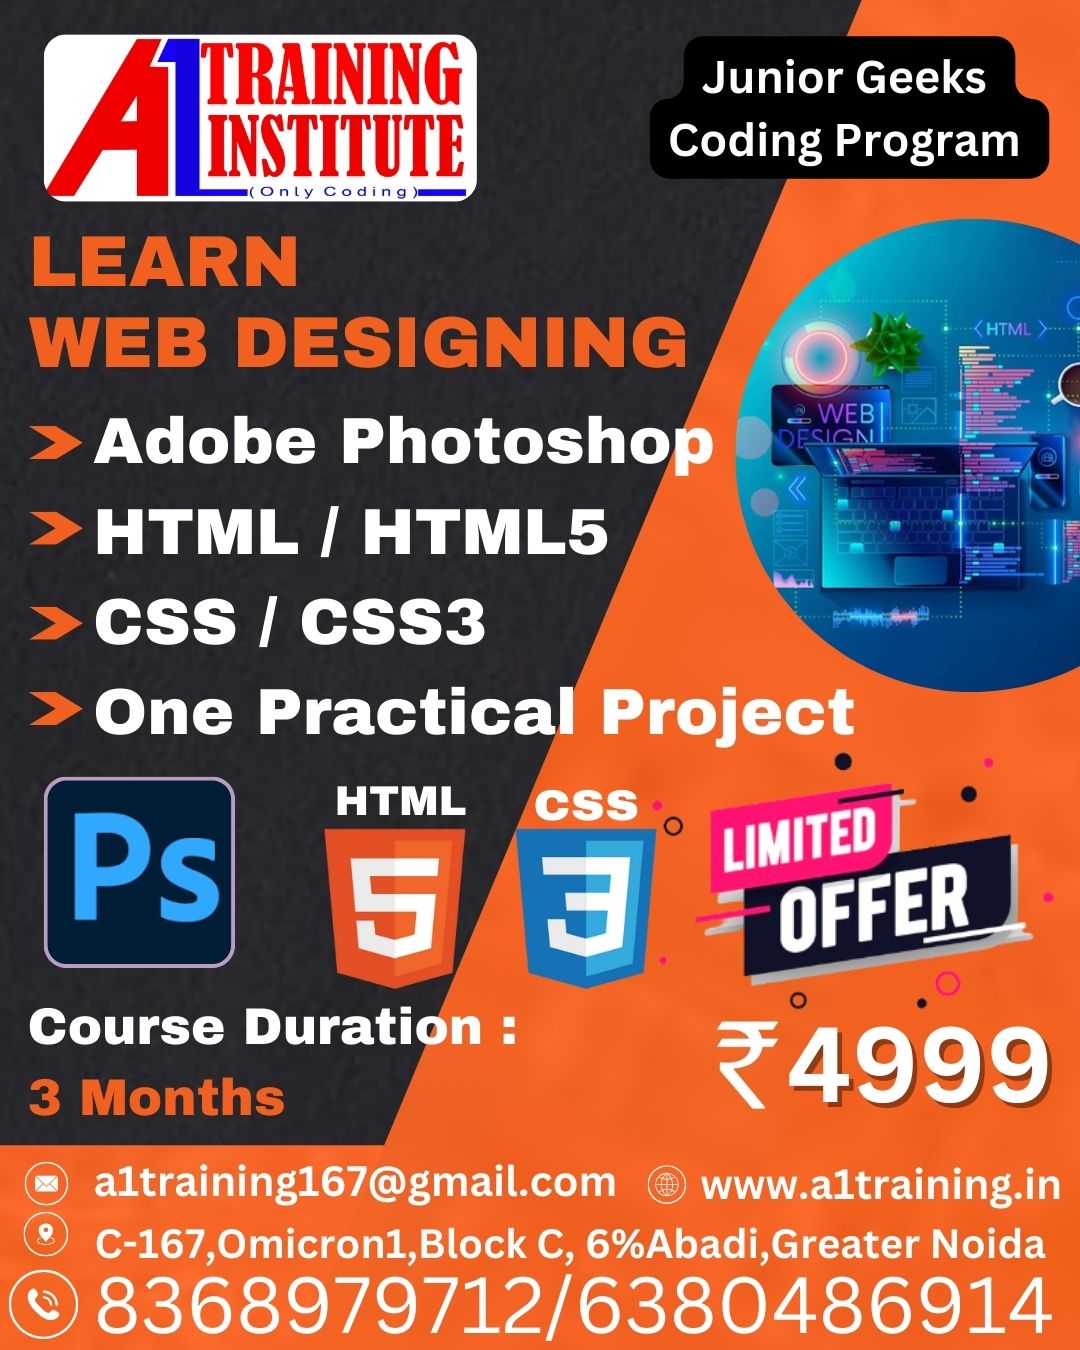 A1 TRAINING
INSTITUTE
(Only Coding)
Junior Geeks
Coding Program
LEARN
WEB DESIGNING
Adobe Photoshop
HTML / HTML5
CSS / CSS3
One Practical Project
HTML
WEB
DESIGN
Ps
HTML
5
CSS
3
LIMITED
OFFER
Course Duration :
3 Months
₹4999
a1training167@gmail.com
www.a1training.in
C-167,Omicron1,Block C, 6%Abadi,Greater Noida
8368979712/6380486914